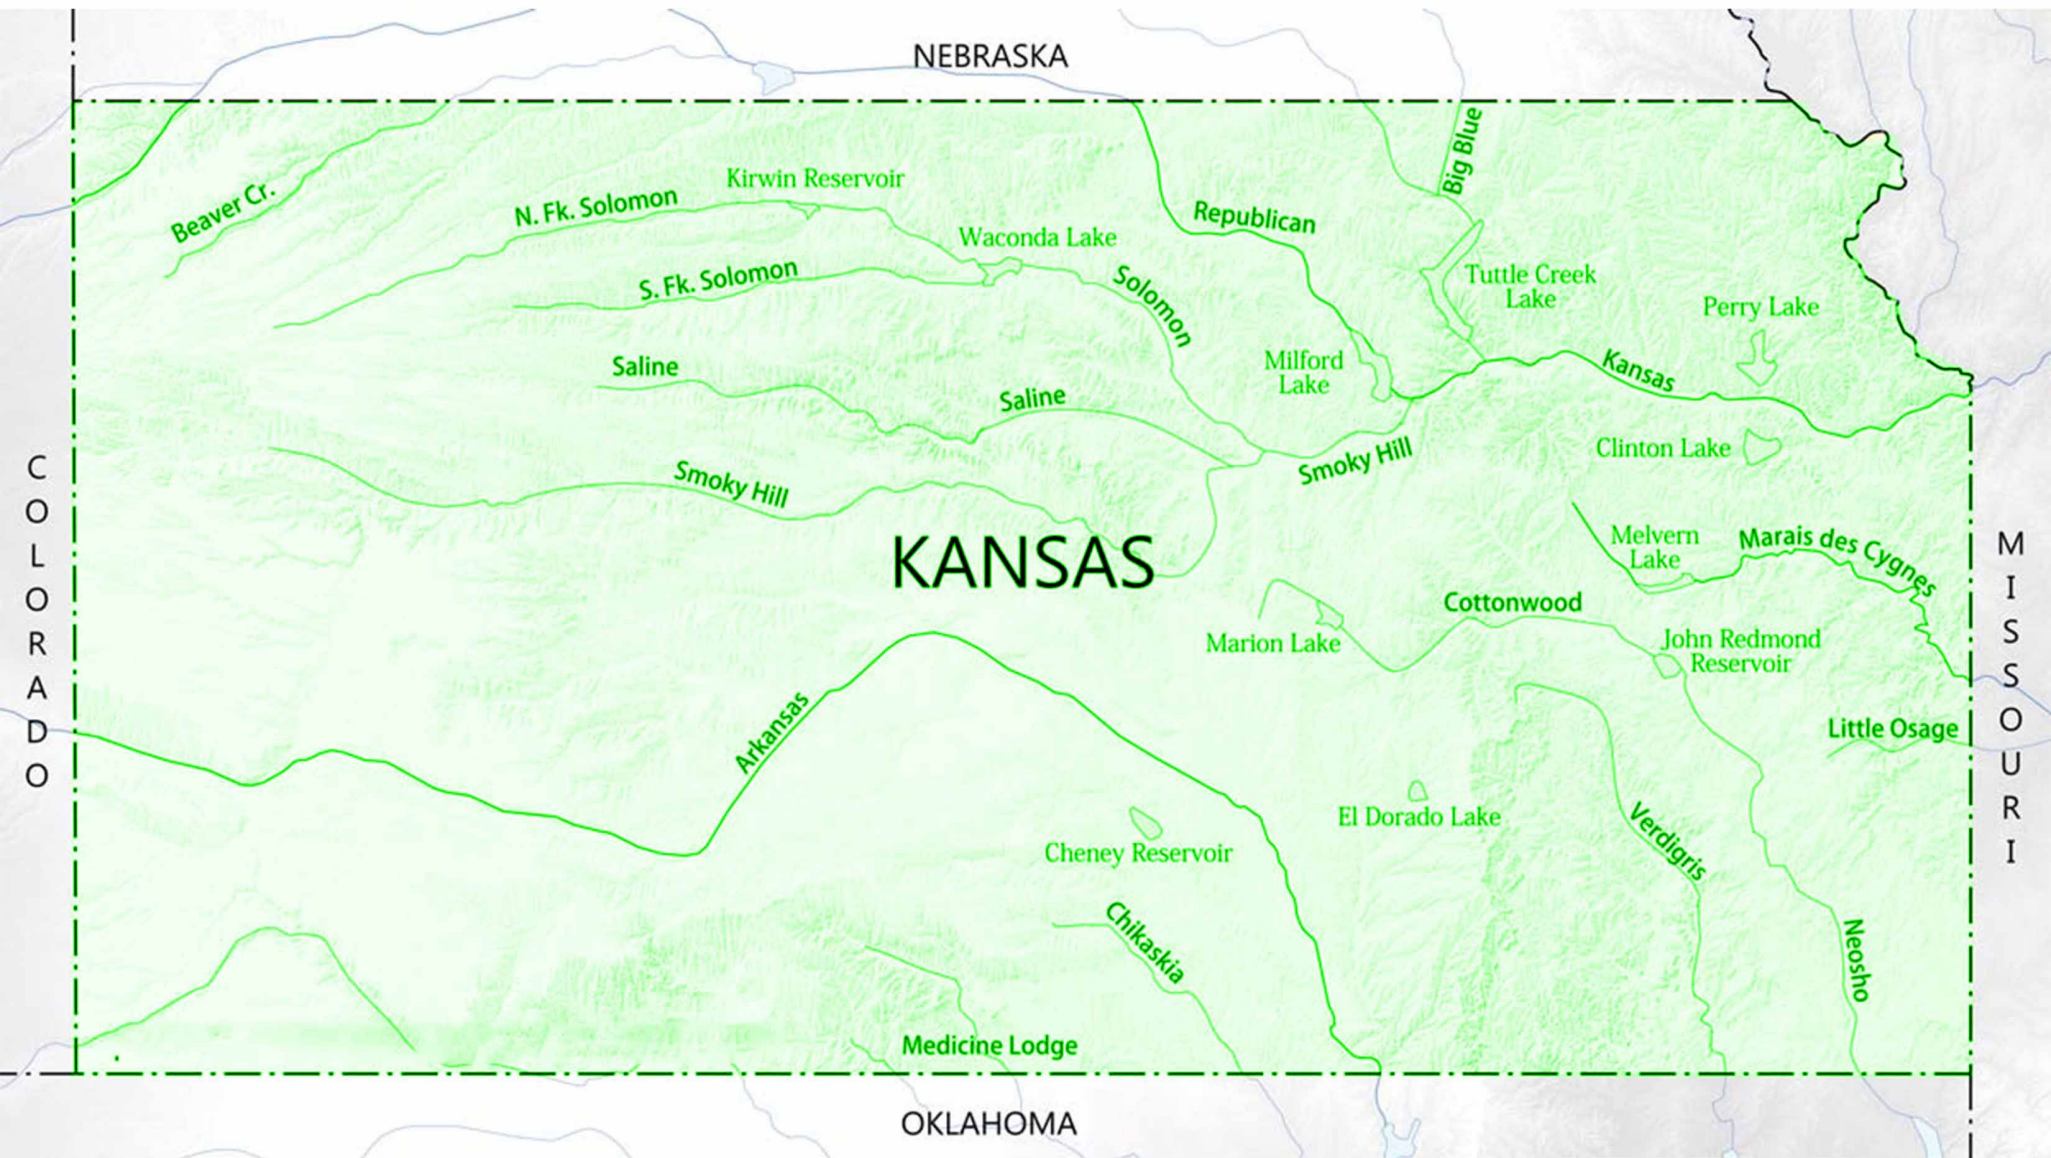 NEBRASKA
Big Blue
Kirwin Reservoir
Beaver Cr.
N. Fk. Solomon
Republican
Waconda Lake
S. Fk. Solomon
Solomon
Tuttle Creek
Lake
Perry Lake
Saline
Milford
Lake
Kansas
Saline
Clinton Lake
Smoky Hill
Smoky Hill
COLORADO
KANSAS
Melvern
Lake
Marais des Cygnes
MISSOURI
Cottonwood
Marion Lake
John Redmond
Reservoir
Arkansas
Little Osage
El Dorado Lake
Verdigris
Cheney Reservoir
Chikaskia
Neosho
Medicine Lodge
OKLAHOMA